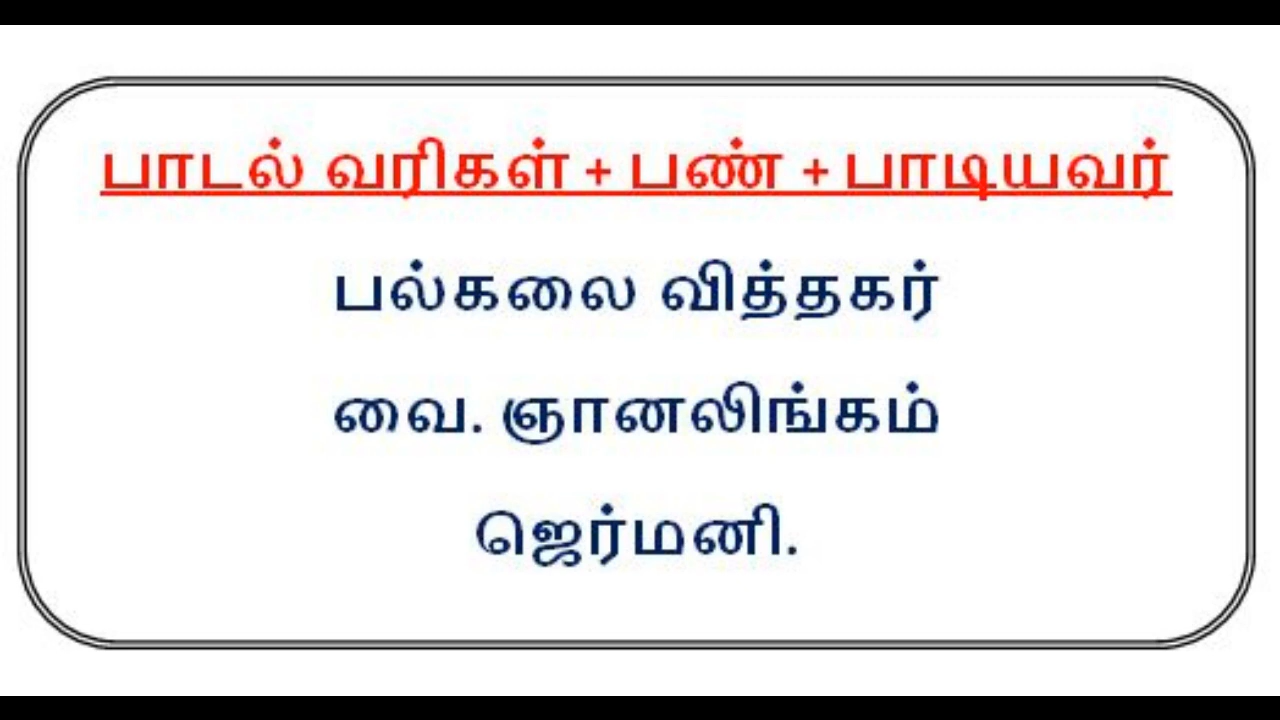 பாடல் வரிகள் + பண் + பாடியவர்
பல்கலை வித்தகர்
வை. ஞானலிங்கம்
ஜெர்மனி.